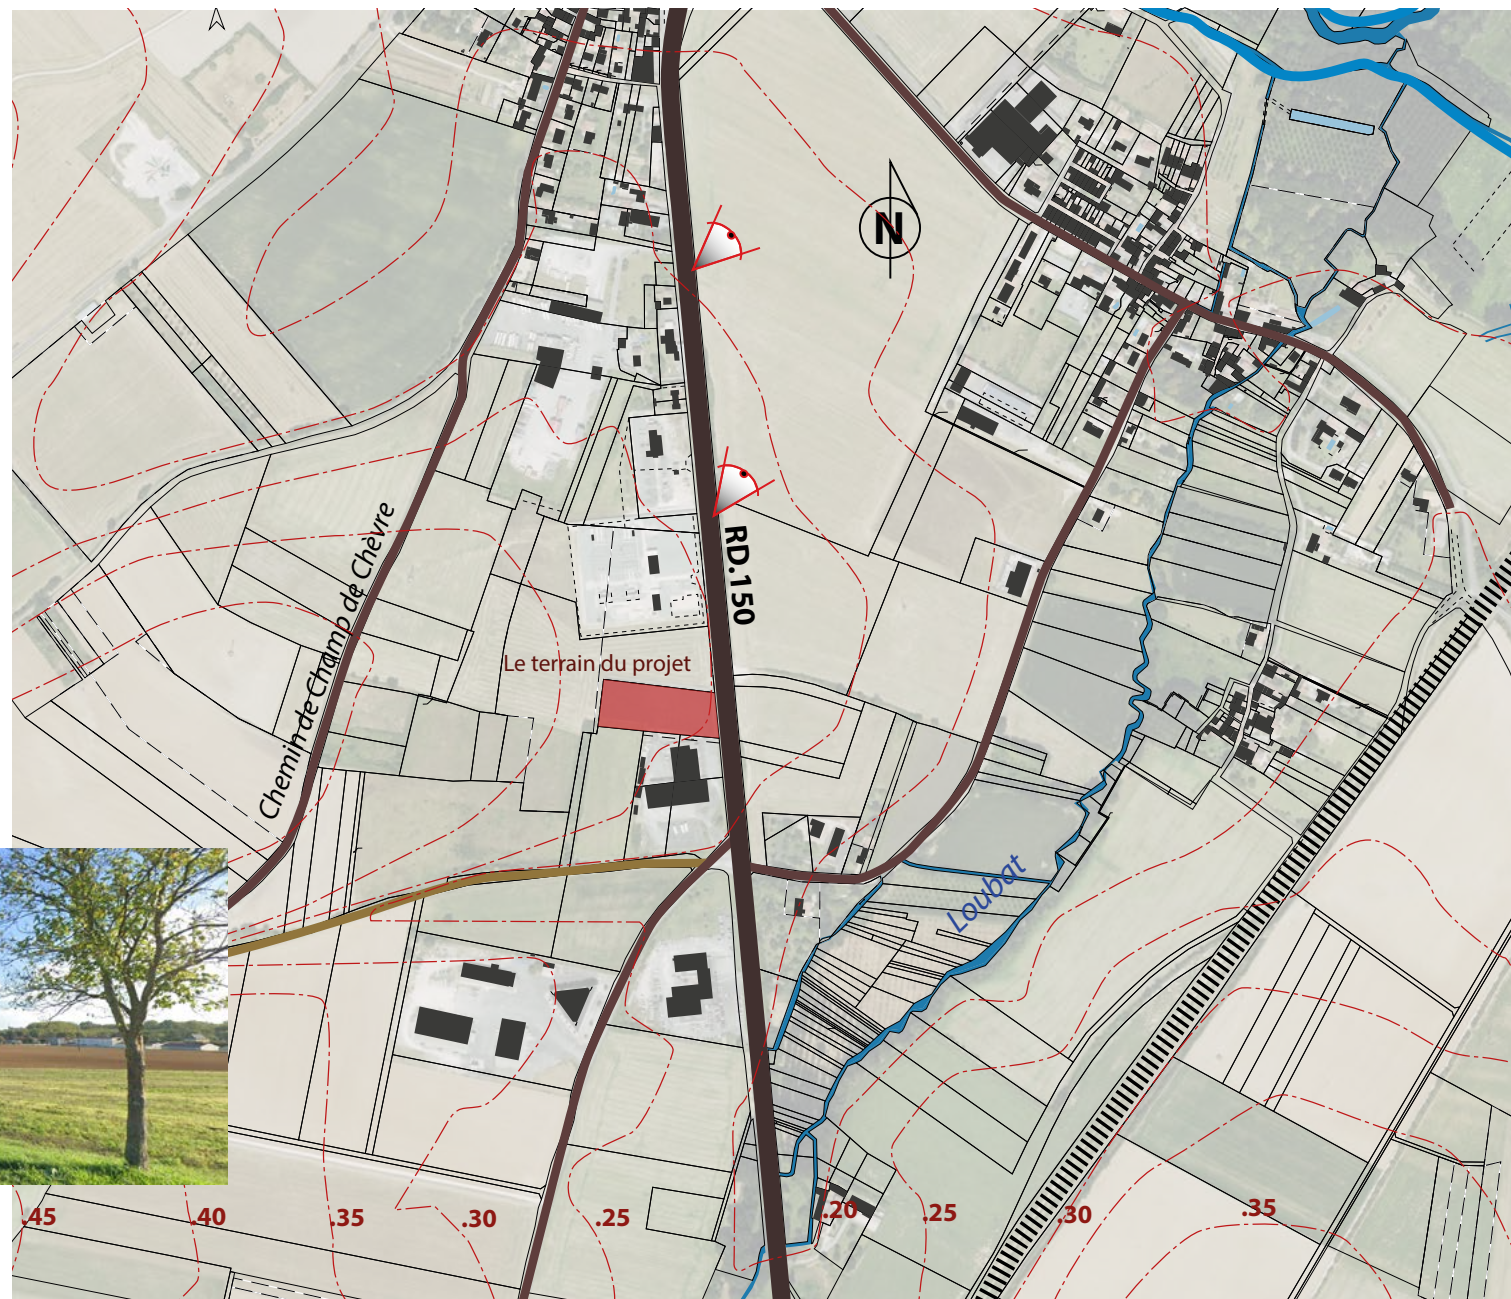 N
RD.150
Chemin de Champ de Chèvre
Le terrain du projet
Loubat
.45
.40
.35
.30
.25
.20
.25
.30
.35